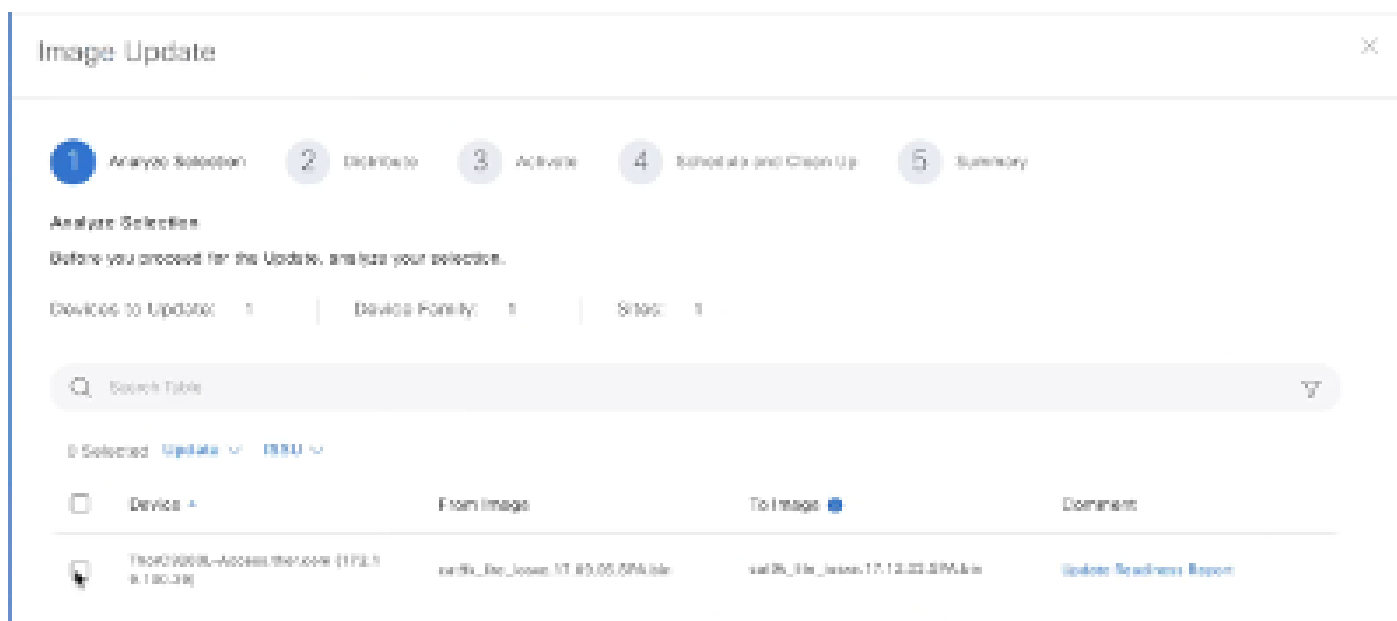 Image Update
1 Analyze Selection 2 Distribute 3 Activate 4 Schedule and Clean Up 5 Summary
Analyze Selection
Before you proceed for the Update, analyze your selection.
Devices to Update: 1 Device Family: 1 Sites: 1
Search Table
0 Selected Update ISSU
Device From Image To Image Comment
Update Readiness Report